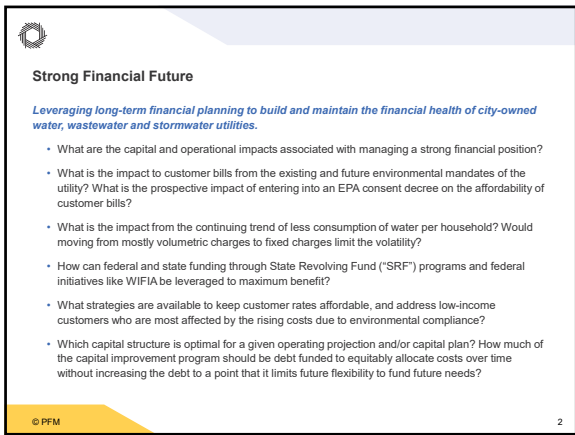 Strong Financial Future
Leveraging long-term financial planning to build and maintain the financial health of city-owned
water, wastewater and stormwater utilities.
• What are the capital and operational impacts associated with managing a strong financial position?
• What is the impact to customer bills from the existing and future environmental mandates of the
utility? What is the prospective impact of entering into an EPA consent decree on the affordability of
customer bills?
• What is the impact from the continuing trend of less consumption of water per household? Would
moving from mostly volumetric charges to fixed charges limit the volatility?
• How can federal and state funding through State Revolving Fund ("SRF") programs and federal
initiatives like WIFIA be leveraged to maximum benefit?
• What strategies are available to keep customer rates affordable, and address low-income
customers who are most affected by the rising costs due to environmental compliance?
• Which capital structure is optimal for a given operating projection and/or capital plan? How much of
the capital improvement program should be debt funded to equitably allocate costs over time
without increasing the debt to a point that it limits future flexibility to fund future needs?
© PFM
2